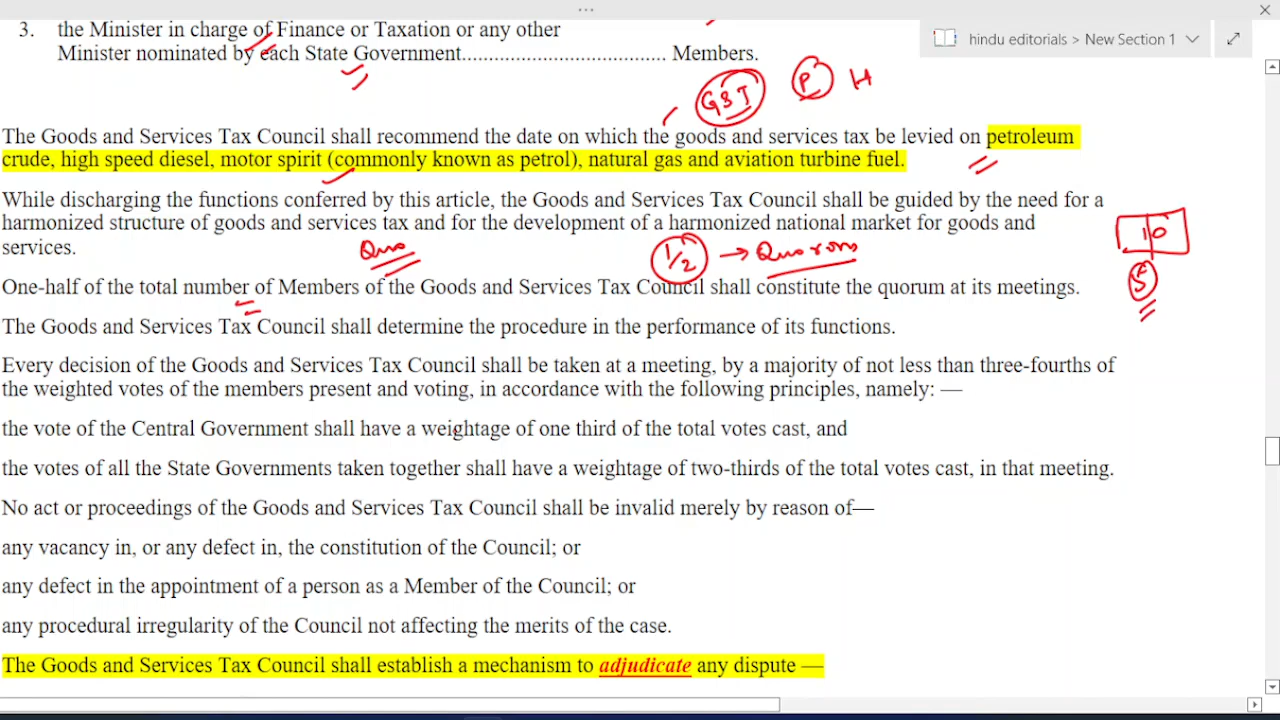 3. the Minister in charge of Finance or Taxation or any other
Minister nominated by each State Government...................................... Members.
hindu editorials > New Section 1
GST P H
The Goods and Services Tax Council shall recommend the date on which the goods and services tax be levied on petroleum
crude, high speed diesel, motor spirit (commonly known as petrol), natural gas and aviation turbine fuel.
While discharging the functions conferred by this article, the Goods and Services Tax Council shall be guided by the need for a
harmonized structure of goods and services tax and for the development of a harmonized national market for goods and
services.
Quo 1/2 → Quorom 10
5
One-half of the total number of Members of the Goods and Services Tax Council shall constitute the quorum at its meetings.
The Goods and Services Tax Council shall determine the procedure in the performance of its functions.
Every decision of the Goods and Services Tax Council shall be taken at a meeting, by a majority of not less than three-fourths of
the weighted votes of the members present and voting, in accordance with the following principles, namely: —
the vote of the Central Government shall have a weightage of one third of the total votes cast, and
the votes of all the State Governments taken together shall have a weightage of two-thirds of the total votes cast, in that meeting.
No act or proceedings of the Goods and Services Tax Council shall be invalid merely by reason of—
any vacancy in, or any defect in, the constitution of the Council; or
any defect in the appointment of a person as a Member of the Council; or
any procedural irregularity of the Council not affecting the merits of the case.
The Goods and Services Tax Council shall establish a mechanism to adjudicate any dispute —